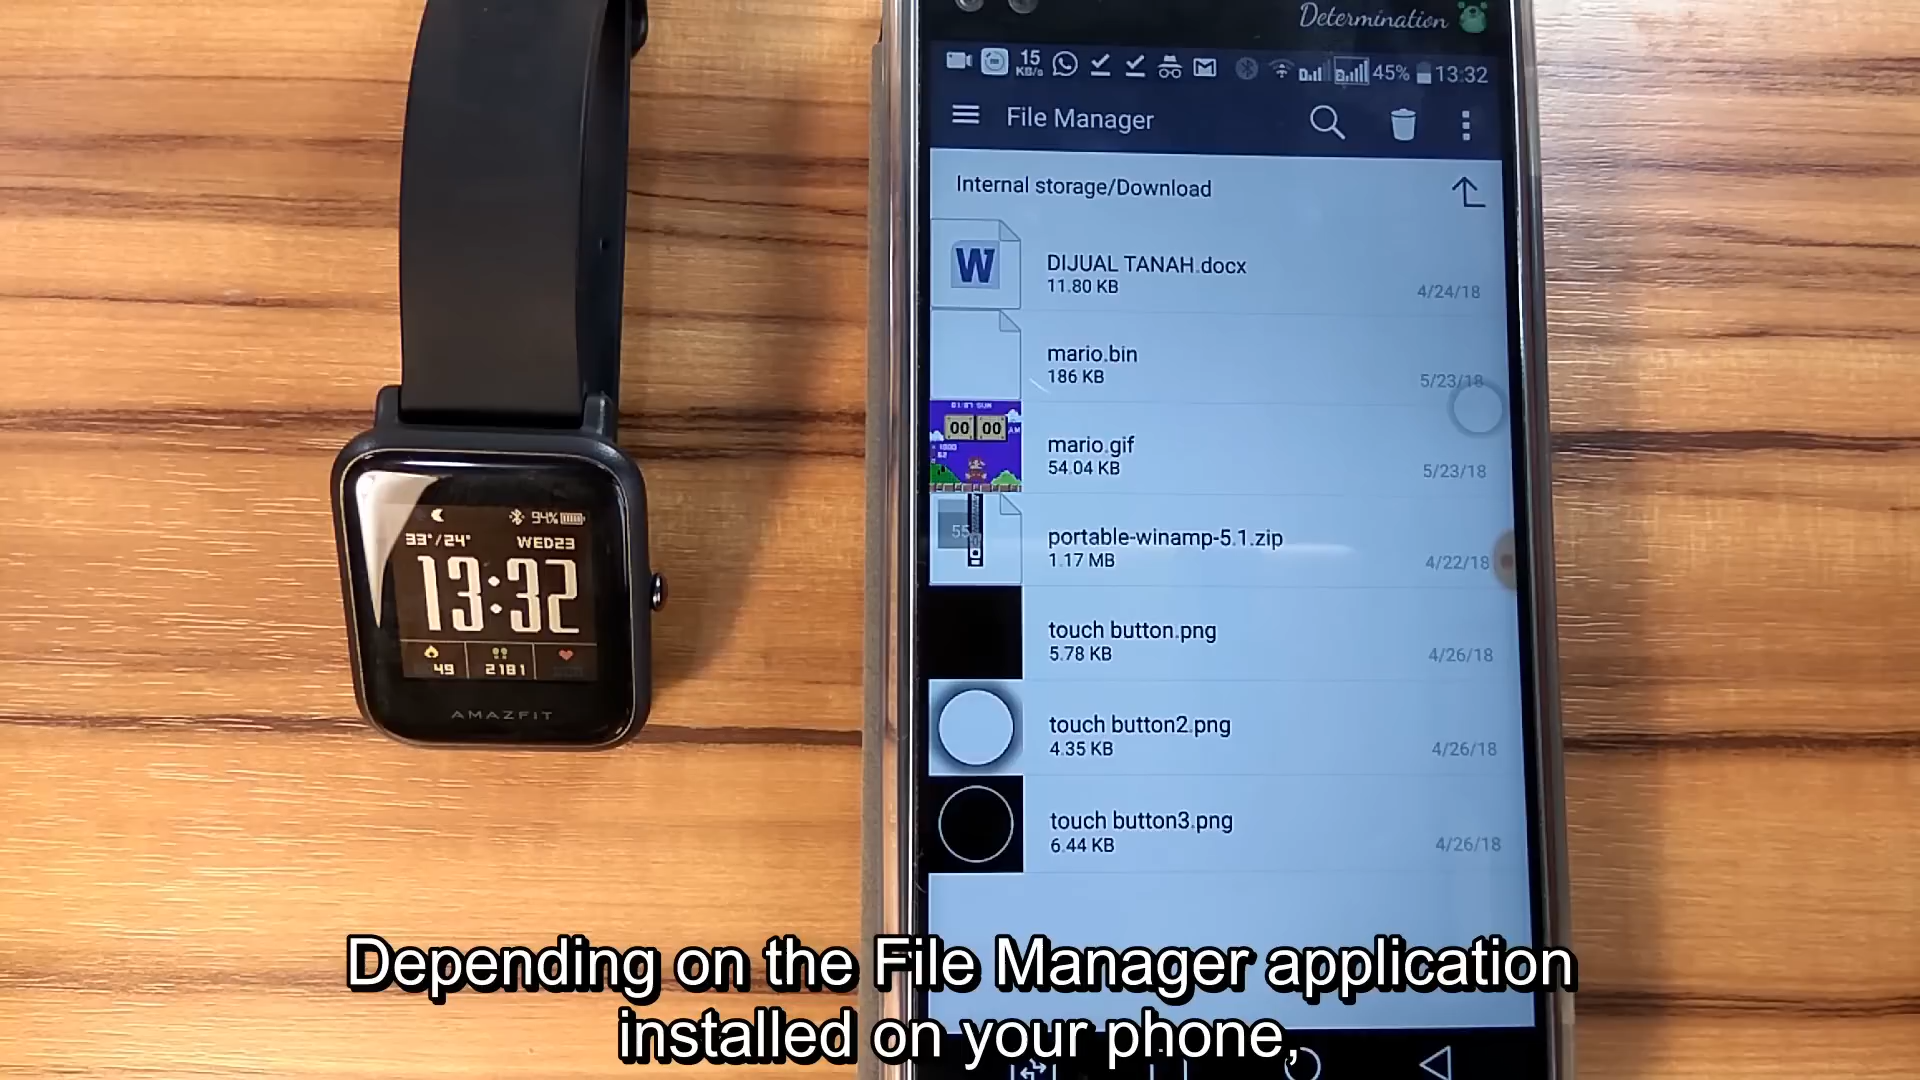 Determination
15
KB/s
45%
13:32
File Manager
Internal storage/Download
W
DIJUAL TANAH.docx
11.80 KB
4/24/18
mario.bin
186 KB
5/23/18
00 00
AM
mario.gif
54.04 KB
5/23/18
55
portable-winamp-5.1.zip
1.17 MB
4/22/18
touch button.png
5.78 KB
4/26/18
touch button2.png
4.35 KB
4/26/18
touch button3.png
6.44 KB
4/26/18
94%
33°/24°
WED23
13:32
49
2181
AMAZFIT
Depending on the File Manager application
installed on your phone,